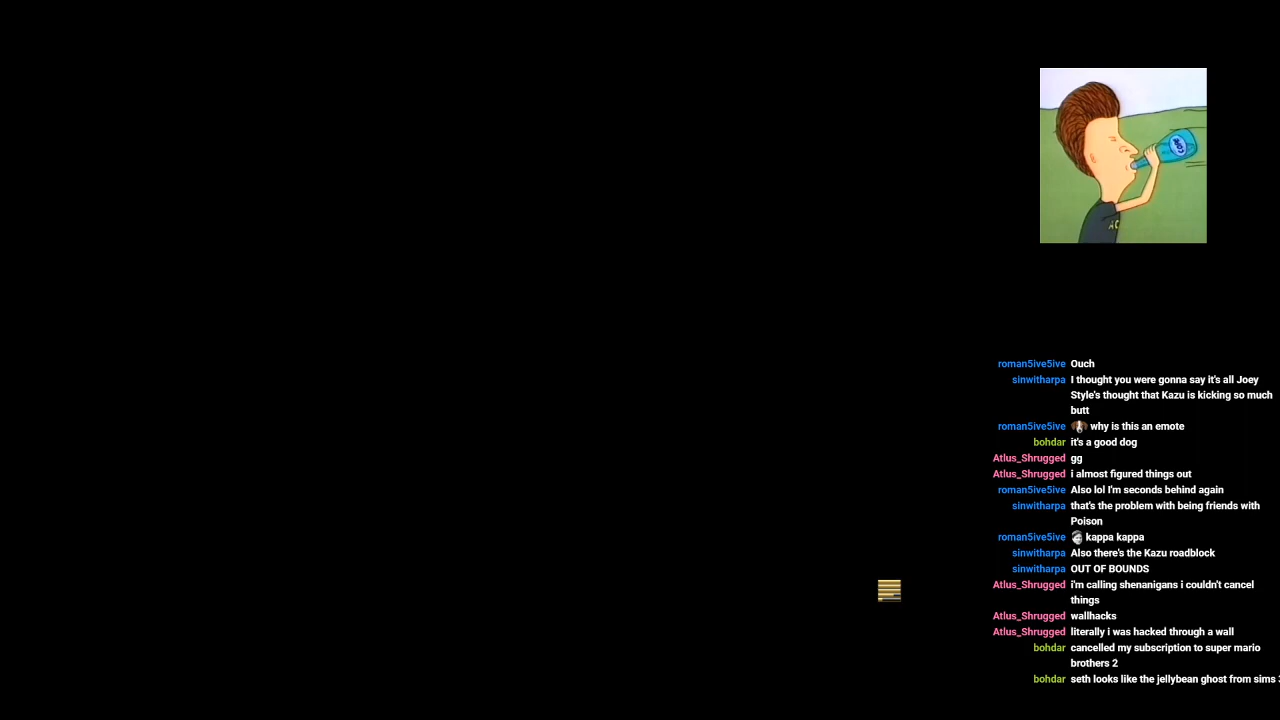 roman5ive5ive Ouch
sinwitharpa I thought you were gonna say it's all Joey
Style's thought that Kazu is kicking so much
butt
roman5ive5ive why is this an emote
bohdar it's a good dog
Atlus_Shrugged gg
Atlus_Shrugged i almost figured things out
roman5ive5ive Also lol I'm seconds behind again
sinwitharpa that's the problem with being friends with
Poison
roman5ive5ive kappa kappa
sinwitharpa Also there's the Kazu roadblock
sinwitharpa OUT OF BOUNDS
Atlus_Shrugged i'm calling shenanigans i couldn't cancel
things
Atlus_Shrugged wallhacks
Atlus_Shrugged literally i was hacked through a wall
bohdar cancelled my subscription to super mario
brothers 2
bohdar seth looks like the jellybean ghost from sims